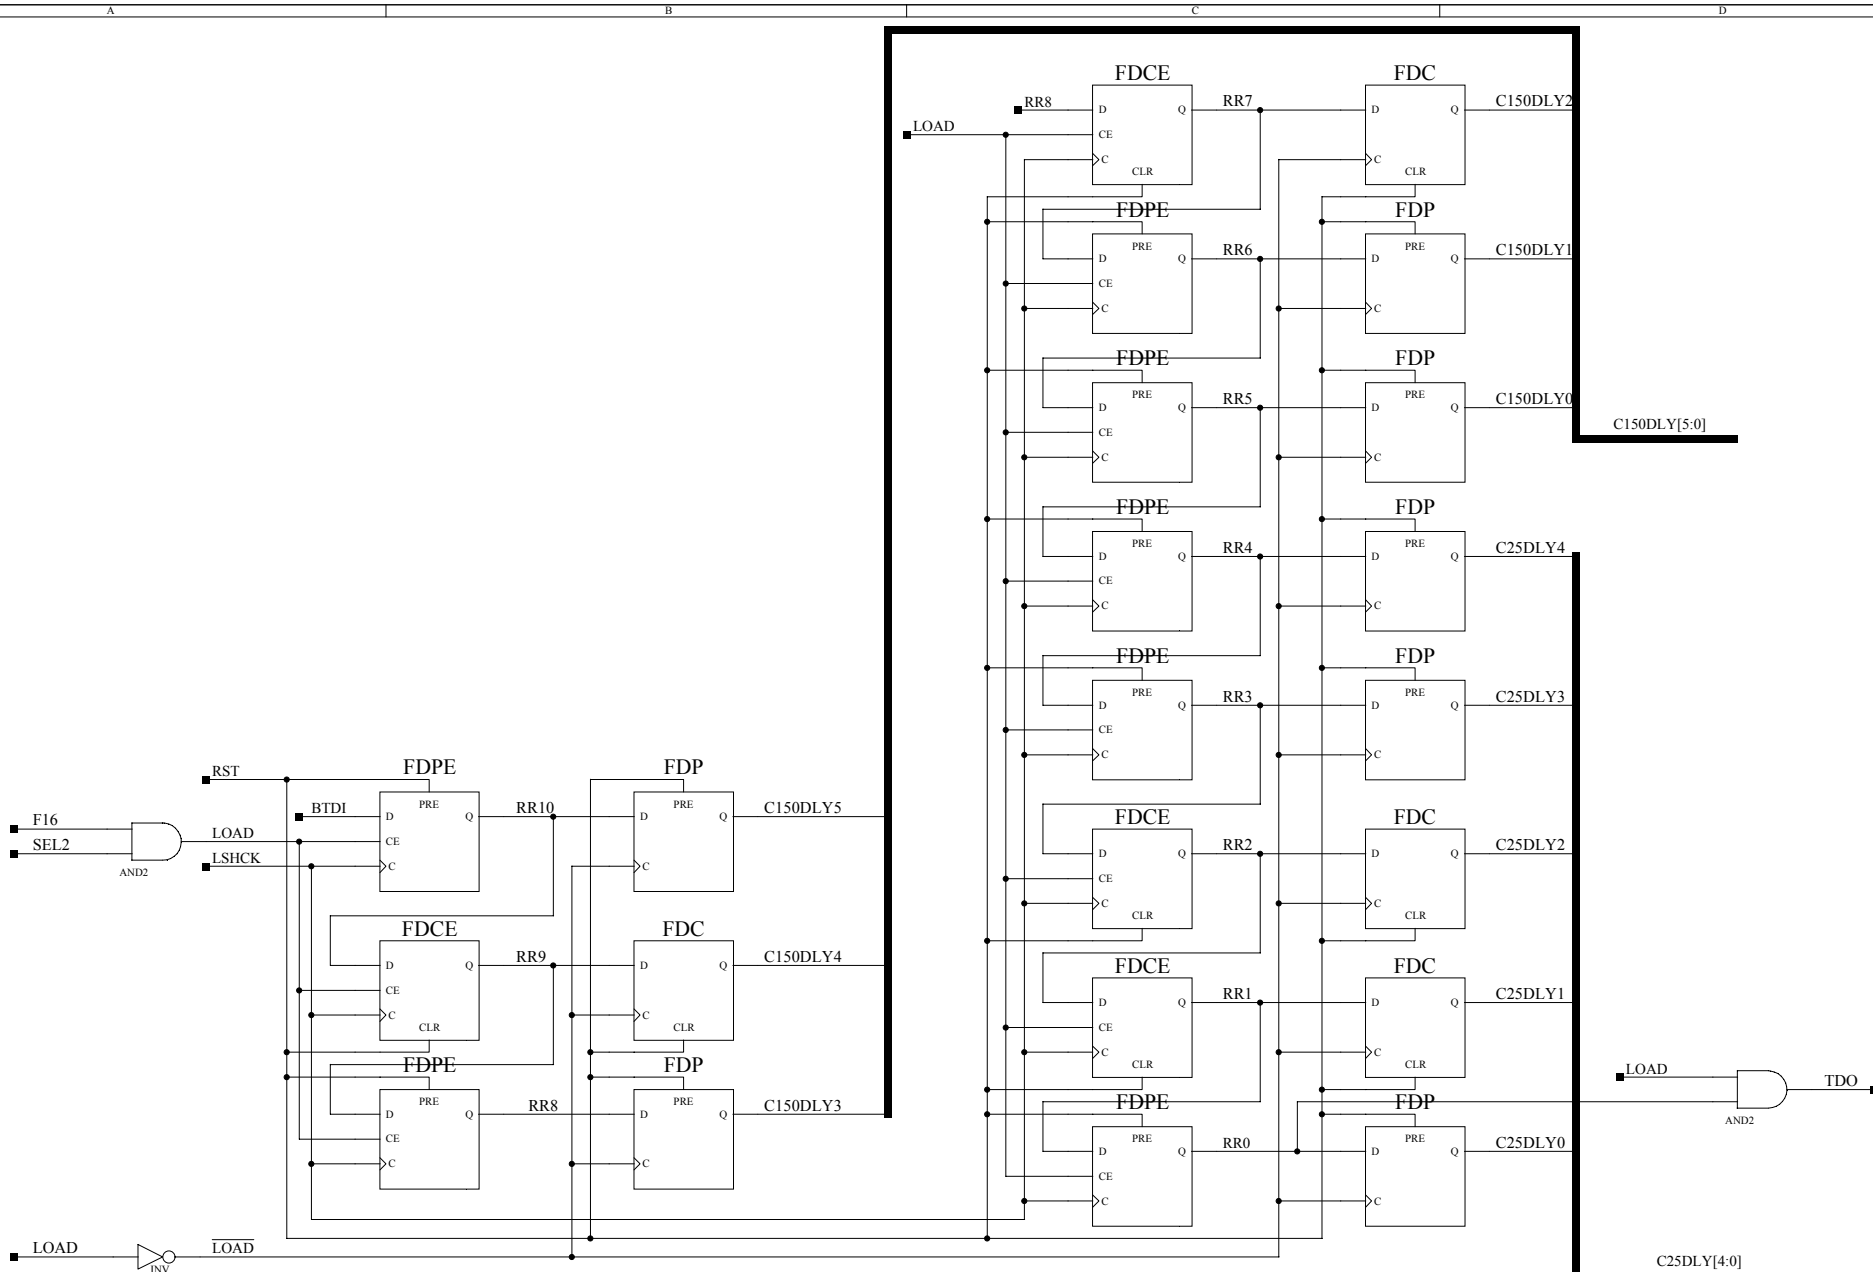 A B C D
FDCE FDC
RR8 D Q RR7 D Q C150DLY2
LOAD CE
C C
CLR CLR
FDPE FDP
PRE PRE
D Q RR6 D Q C150DLY1
CE
C C
FDPE FDP
PRE PRE
D Q RR5 D Q C150DLY0
C150DLY[5:0]
CE
C C
FDPE FDP
PRE PRE
D Q RR4 D Q C25DLY4
CE
C C
FDPE FDP
PRE PRE
D Q RR3 D Q C25DLY3
CE
C C
RST FDPE FDP
PRE PRE
BTDI D Q RR10 D Q C150DLY5
F16
SEL2
AND2
LOAD CE
LSHCK C C
FDCE FDC
D Q RR2 D Q C25DLY2
CE
C C
CLR CLR
FDCE FDC
D Q RR9 D Q C150DLY4
CE
C C
CLR CLR
FDCE FDC
D Q RR1 D Q C25DLY1
CE
C C
CLR CLR
FDPE FDP
PRE PRE
D Q RR8 D Q C150DLY3
CE
C C
LOAD TDO
AND2
FDPE FDP
PRE PRE
D Q RR0 D Q C25DLY0
CE
C C
LOAD LOAD
INV
C25DLY[4:0]